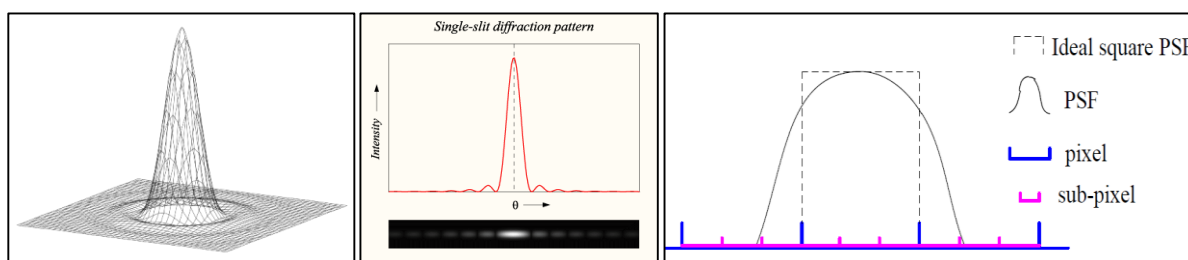 Single-slit diffraction pattern
Intensity
θ
Ideal square PSF
PSF
pixel
sub-pixel